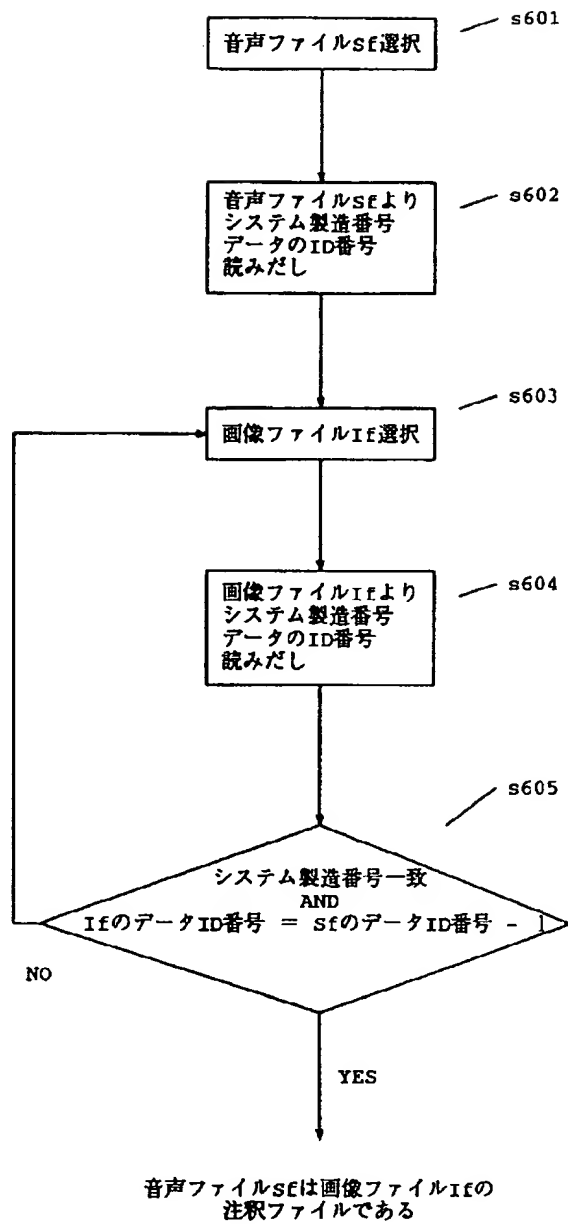 s601
音声ファイルSf選択
s602
音声ファイルSfより
システム製造番号
データのID番号
読みだし
s603
画像ファイルIf選択
s604
画像ファイルIfより
システム製造番号
データのID番号
読みだし
s605
システム製造番号一致
AND
Ifのデータ ID番号 = Sfのデータ ID番号 - 1
NO
YES
音声ファイルSfは画像ファイルIfの
注釈ファイルである